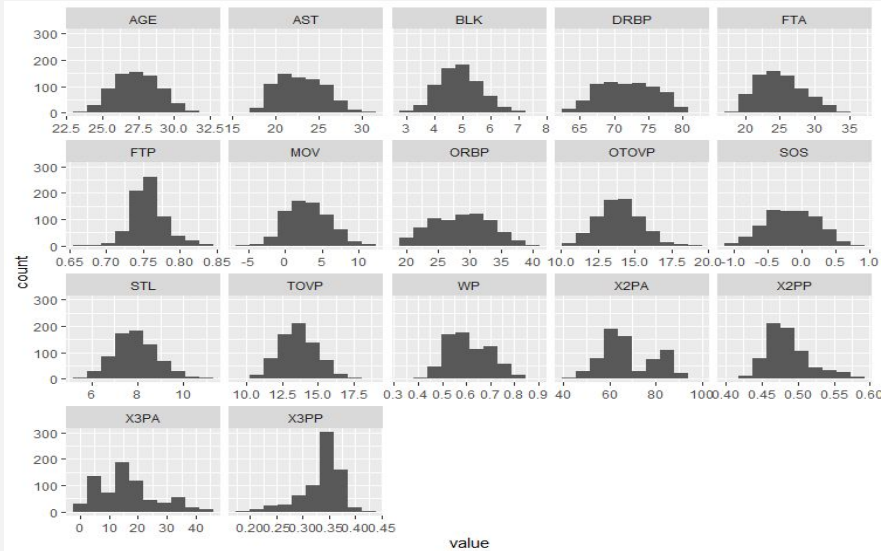 AGE AST BLK DRBP FTA
300
200
100
0
22.5 25.0 27.5 30.0 32.5 15 20 25 30 3 4 5 6 7 8 60 70 80 20 25 30 35
FTP MOV ORBP OTOVP SOS
300
200
100
0
0.65 0.70 0.76 0.80 0.85 -5 0 5 10 20 25 30 35 40 10.0 12.5 15.0 17.5 20.0 -1.0 -0.5 0.0 0.5 1.0
count
STL TOVP WP X2PA X2PP
300
200
100
0
6 8 10 10.0 12.5 15.0 17.5 0.3 0.4 0.5 0.6 0.7 0.8 0.9 40 60 80 100 0.40 0.45 0.50 0.55 0.60
X3PA X3PP
300
200
100
0
0 10 20 30 40 0.20 0.25 0.30 0.35 0.40 0.45
value